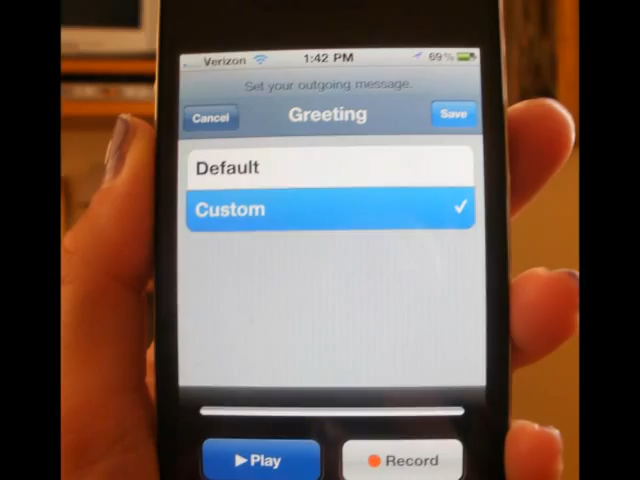 Verizon 1:42 PM 69%
Set your outgoing message.
Cancel Greeting Save
Default
Custom
Play Record